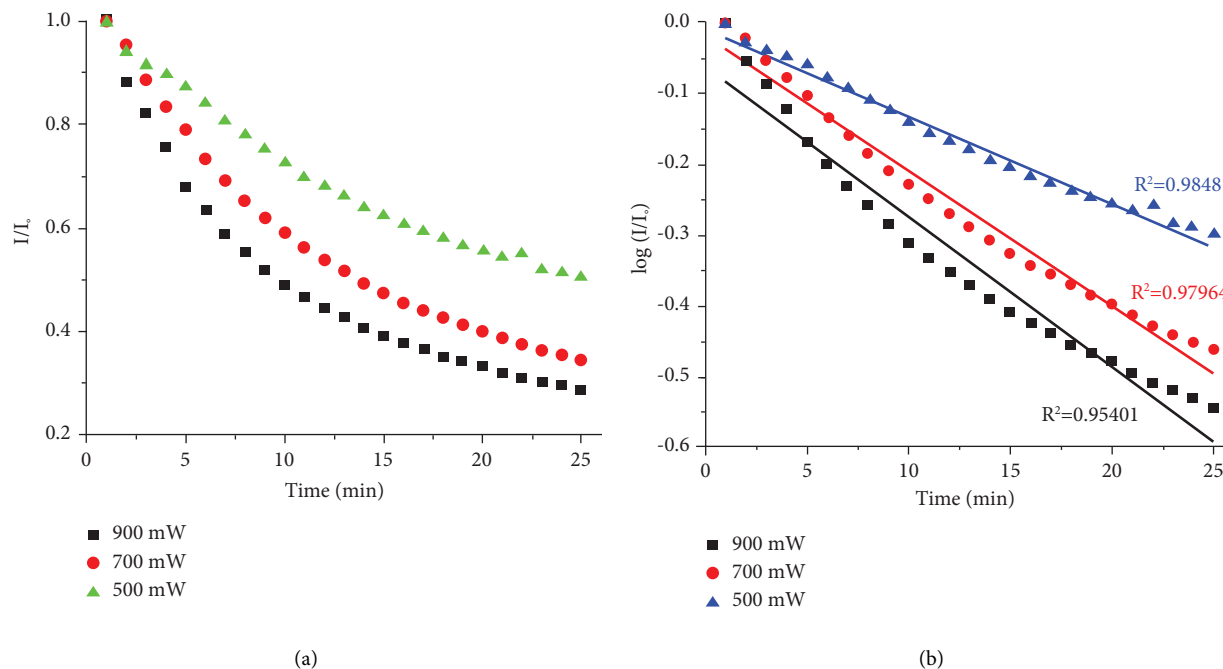 1.0
0.8
0.6
0.4
0.2
I/I₀
0
5
10
15
20
25
Time (min)
900 mW
700 mW
500 mW
(a)
0.0
-0.1
-0.2
-0.3
-0.4
-0.5
-0.6
log (I/I₀)
R²=0.9848
R²=0.97964
R²=0.95401
0
5
10
15
20
25
Time (min)
900 mW
700 mW
500 mW
(b)